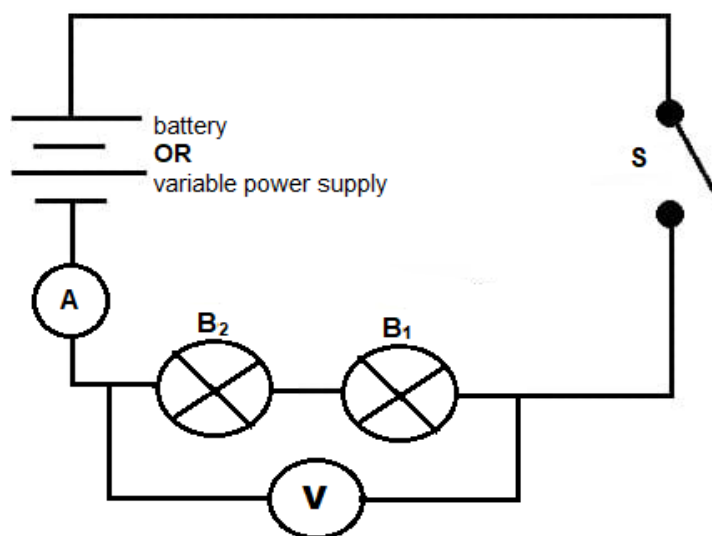 battery
OR
variable power supply
S
A
B₂
B₁
V